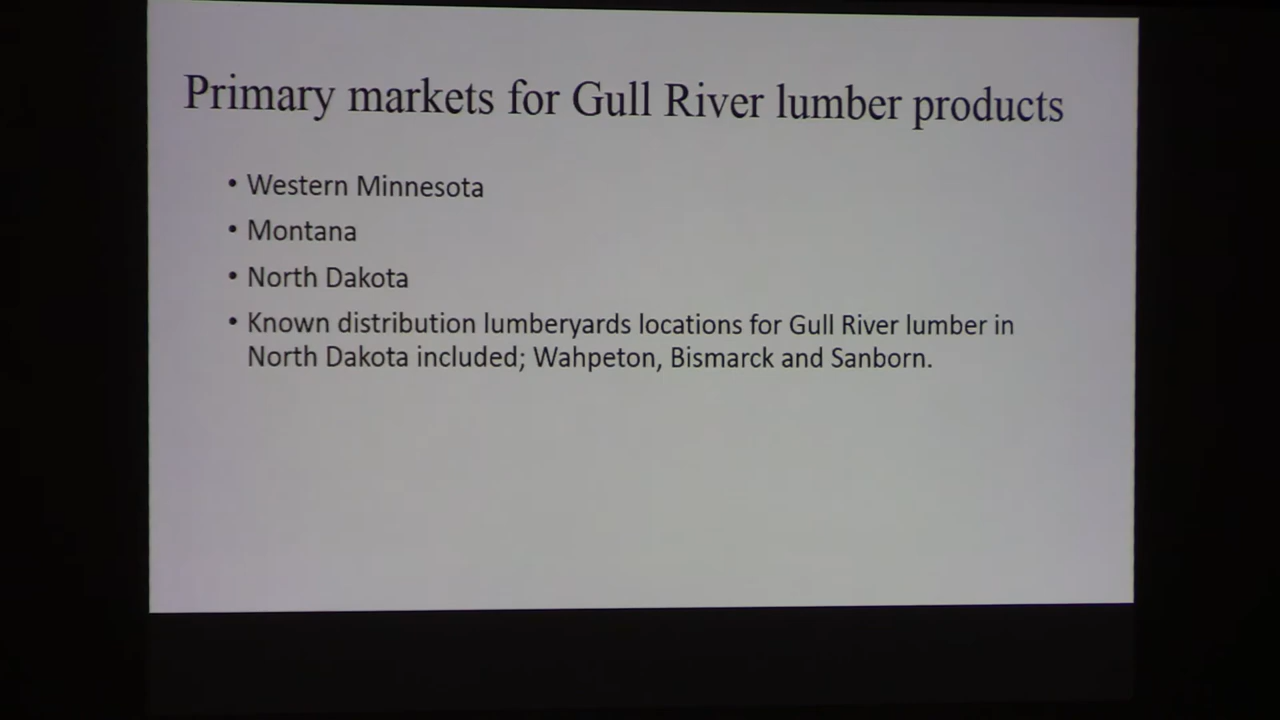 Primary markets for Gull River lumber products
• Western Minnesota
• Montana
• North Dakota
• Known distribution lumberyards locations for Gull River lumber in
North Dakota included; Wahpeton, Bismarck and Sanborn.